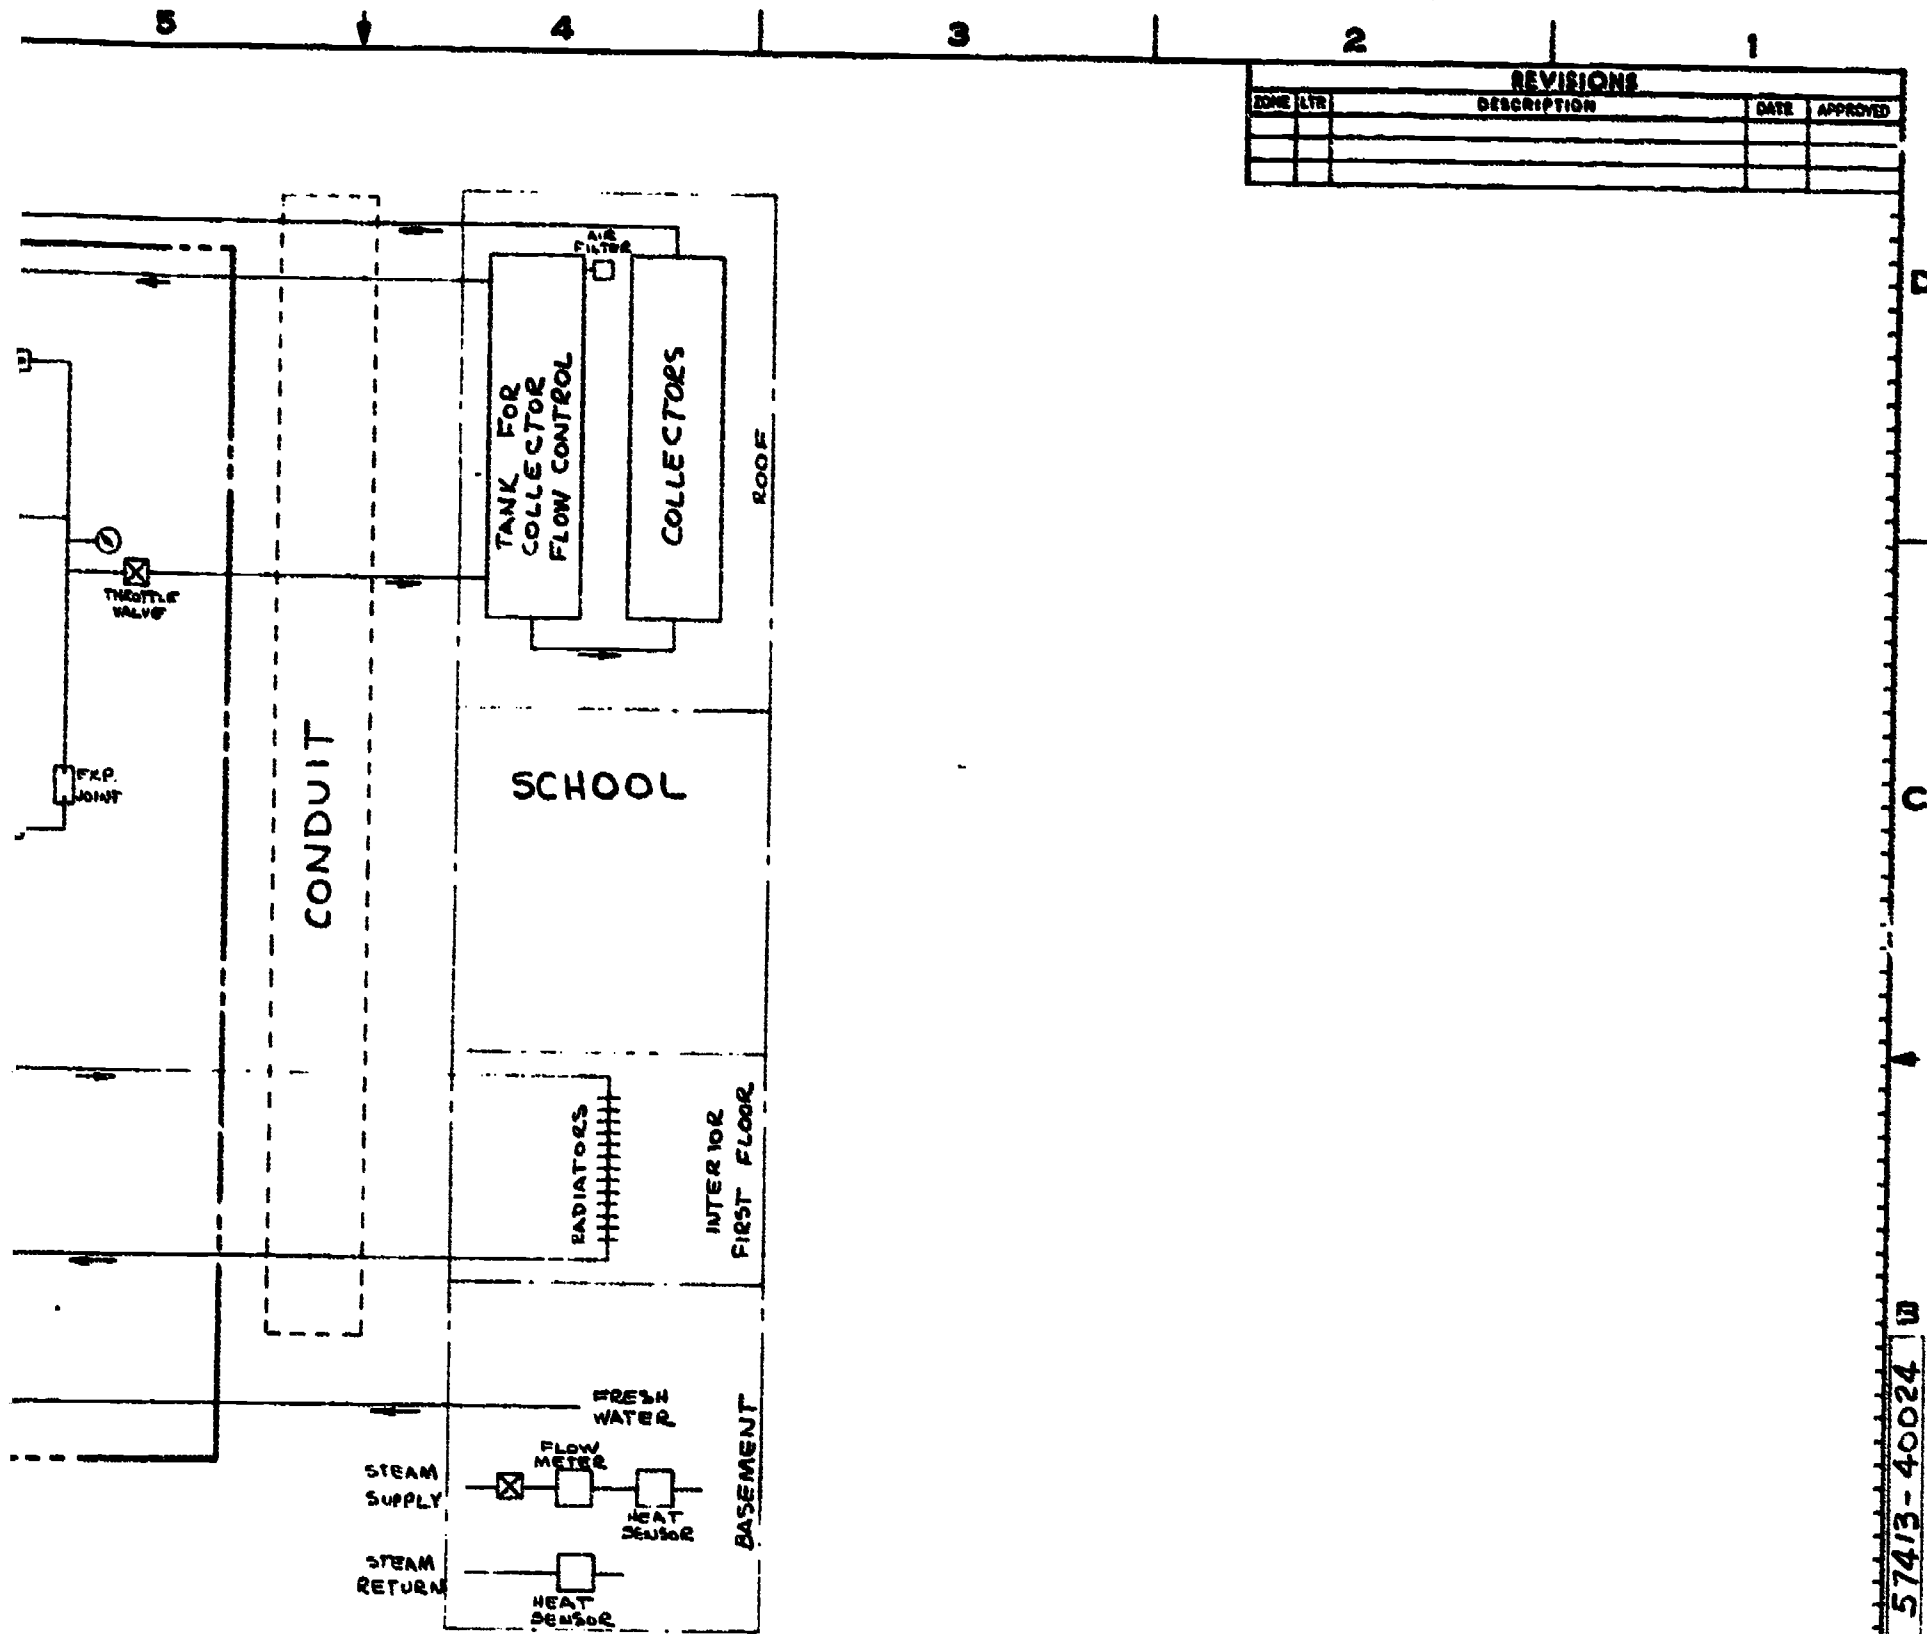 5 4 3 2 1
REVISIONS
ZONE LTR DESCRIPTION DATE APPROVED
D
AIR
FILTER
TANK FOR
COLLECTOR
FLOW CONTROL
COLLECTORS
ROOF
THROTTLE
VALVE
EXP.
JOINT
CONDUIT
SCHOOL
C
RADIATORS
INTERIOR
FIRST FLOOR
B
FRESH
WATER
STEAM
SUPPLY
FLOW
METER
HEAT
SENSOR
BASEMENT
STEAM
RETURN
HEAT
SENSOR
57413-40024